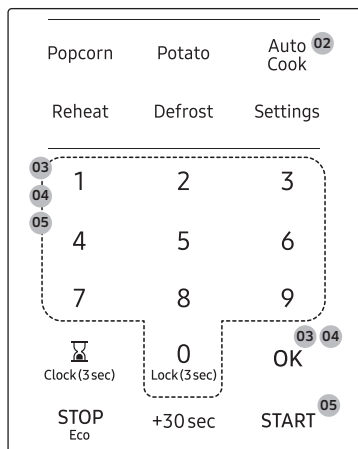 Popcorn Potato Auto Cook 02
Reheat Defrost Settings
03
1 2 3
04
05
4 5 6
7 8 9
03 04
0 OK
Clock(3 sec) Lock(3 sec)
05
STOP +30 sec START
Eco